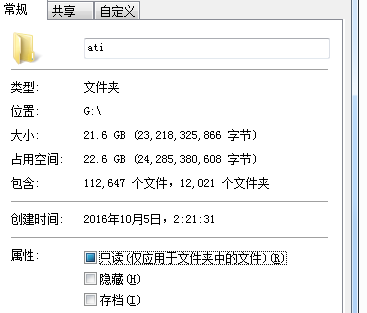 常规 共享 自定义
ati
类型: 文件夹
位置: G:\
大小: 21.6 GB (23,218,325,866 字节)
占用空间: 22.6 GB (24,285,380,608 字节)
包含: 112,647 个文件，12,021 个文件夹
创建时间: 2016年10月5日，2:21:31
属性: 只读(仅应用于文件夹中的文件)(R)
隐藏(H)
存档(I)